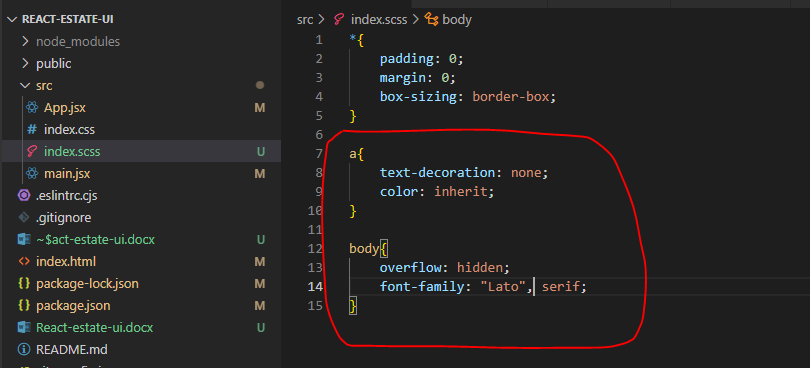 REACT-ESTATE-UI
node_modules
public
src
App.jsx M
index.css
index.scss U
main.jsx M
.eslintrc.cjs
.gitignore
~$act-estate-ui.docx U
index.html M
package-lock.json M
package.json M
React-estate-ui.docx U
README.md
src > index.scss > body
1 *{
2 padding: 0;
3 margin: 0;
4 box-sizing: border-box;
5 }
6
7 a{
8 text-decoration: none;
9 color: inherit;
10 }
11
12 body{
13 overflow: hidden;
14 font-family: "Lato", serif;
15 }